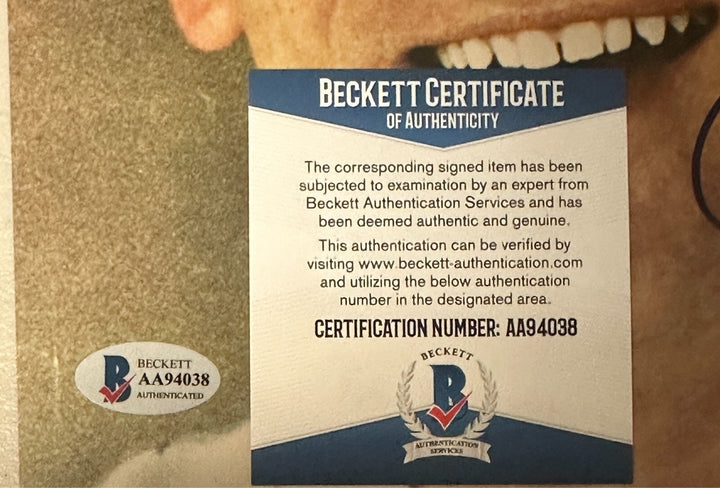 BECKETT CERTIFICATE
OF AUTHENTICITY
The corresponding signed item has been
subjected to examination by an expert from
Beckett Authentication Services and has
been deemed authentic and genuine.
This authentication can be verified by
visiting www.beckett-authentication.com
and utilizing the below authentication
number in the designated area.
CERTIFICATION NUMBER: AA94038
BECKETT
B
AUTHENTICATION
SERVICES
B
BECKETT
AA94038
AUTHENTICATED